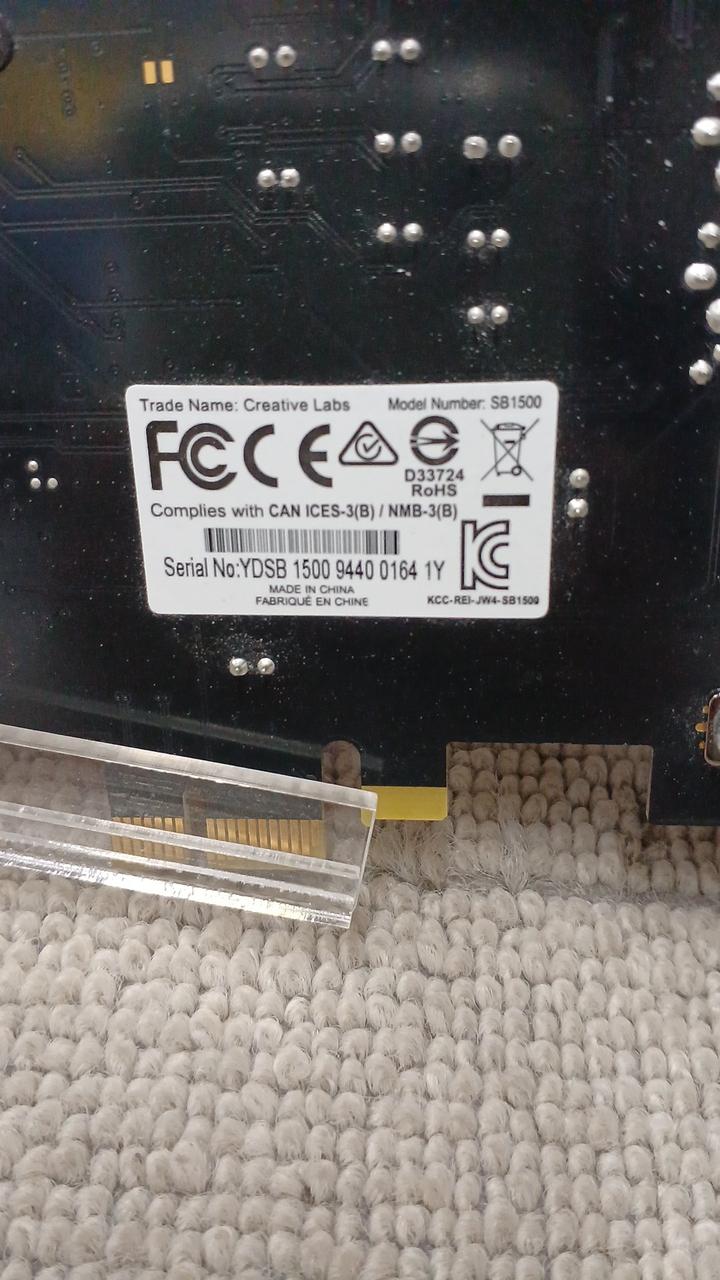 Trade Name: Creative Labs Model Number: SB1500
FC CE
D33724
RoHS
Complies with CAN ICES-3(B) / NMB-3(B)
Serial No:YDSB 1500 9440 0164 1Y
MADE IN CHINA
FABRIQUÉ EN CHINE
KCC-REI-JW4-SB1500